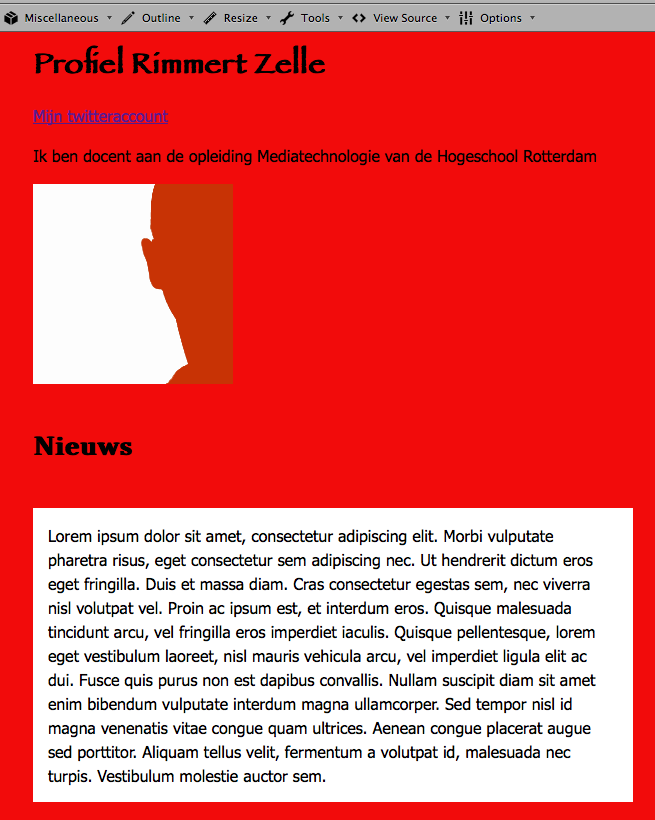 Miscellaneous Outline Resize Tools View Source Options
Profiel Rimmert Zelle
Mijn twitteraccount
Ik ben docent aan de opleiding Mediatechnologie van de Hogeschool Rotterdam
Nieuws
Lorem ipsum dolor sit amet, consectetur adipiscing elit. Morbi vulputate
pharetra risus, eget consectetur sem adipiscing nec. Ut hendrerit dictum eros
eget fringilla. Duis et massa diam. Cras consectetur egestas sem, nec viverra
nisl volutpat vel. Proin ac ipsum est, et interdum eros. Quisque malesuada
tincidunt arcu, vel fringilla eros imperdiet iaculis. Quisque pellentesque, lorem
eget vestibulum laoreet, nisl mauris vehicula arcu, vel imperdiet ligula elit ac
dui. Fusce quis purus non est dapibus convallis. Nullam suscipit diam sit amet
enim bibendum vulputate interdum magna ullamcorper. Sed tempor nisl id
magna venenatis vitae congue quam ultrices. Aenean congue placerat augue
sed porttitor. Aliquam tellus velit, fermentum a volutpat id, malesuada nec
turpis. Vestibulum molestie auctor sem.